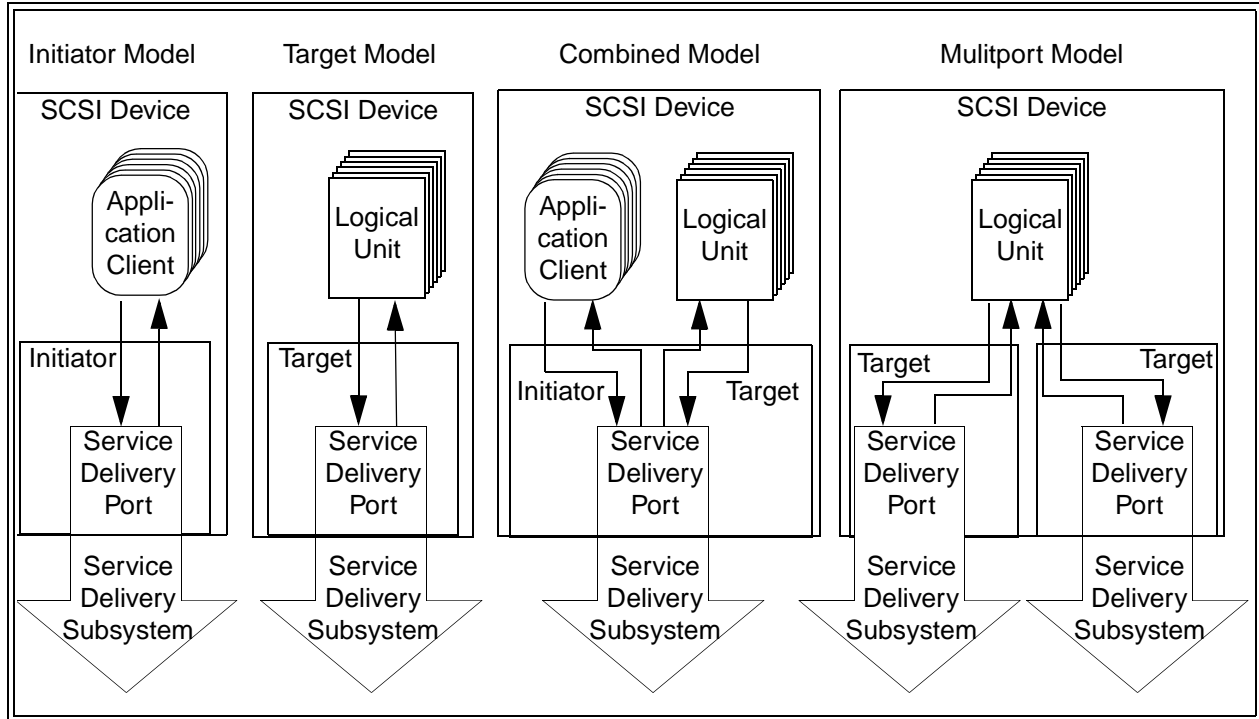 Initiator Model
SCSI Device
Appli-
cation
Client
Initiator
Service
Delivery
Port
Service
Delivery
Subsystem
Target Model
SCSI Device
Logical
Unit
Target
Service
Delivery
Port
Service
Delivery
Subsystem
Combined Model
SCSI Device
Appli-
cation
Client
Logical
Unit
Initiator
Target
Service
Delivery
Port
Service
Delivery
Subsystem
Mulitport Model
SCSI Device
Logical
Unit
Target
Service
Delivery
Port
Service
Delivery
Subsystem
Target
Service
Delivery
Port
Service
Delivery
Subsystem